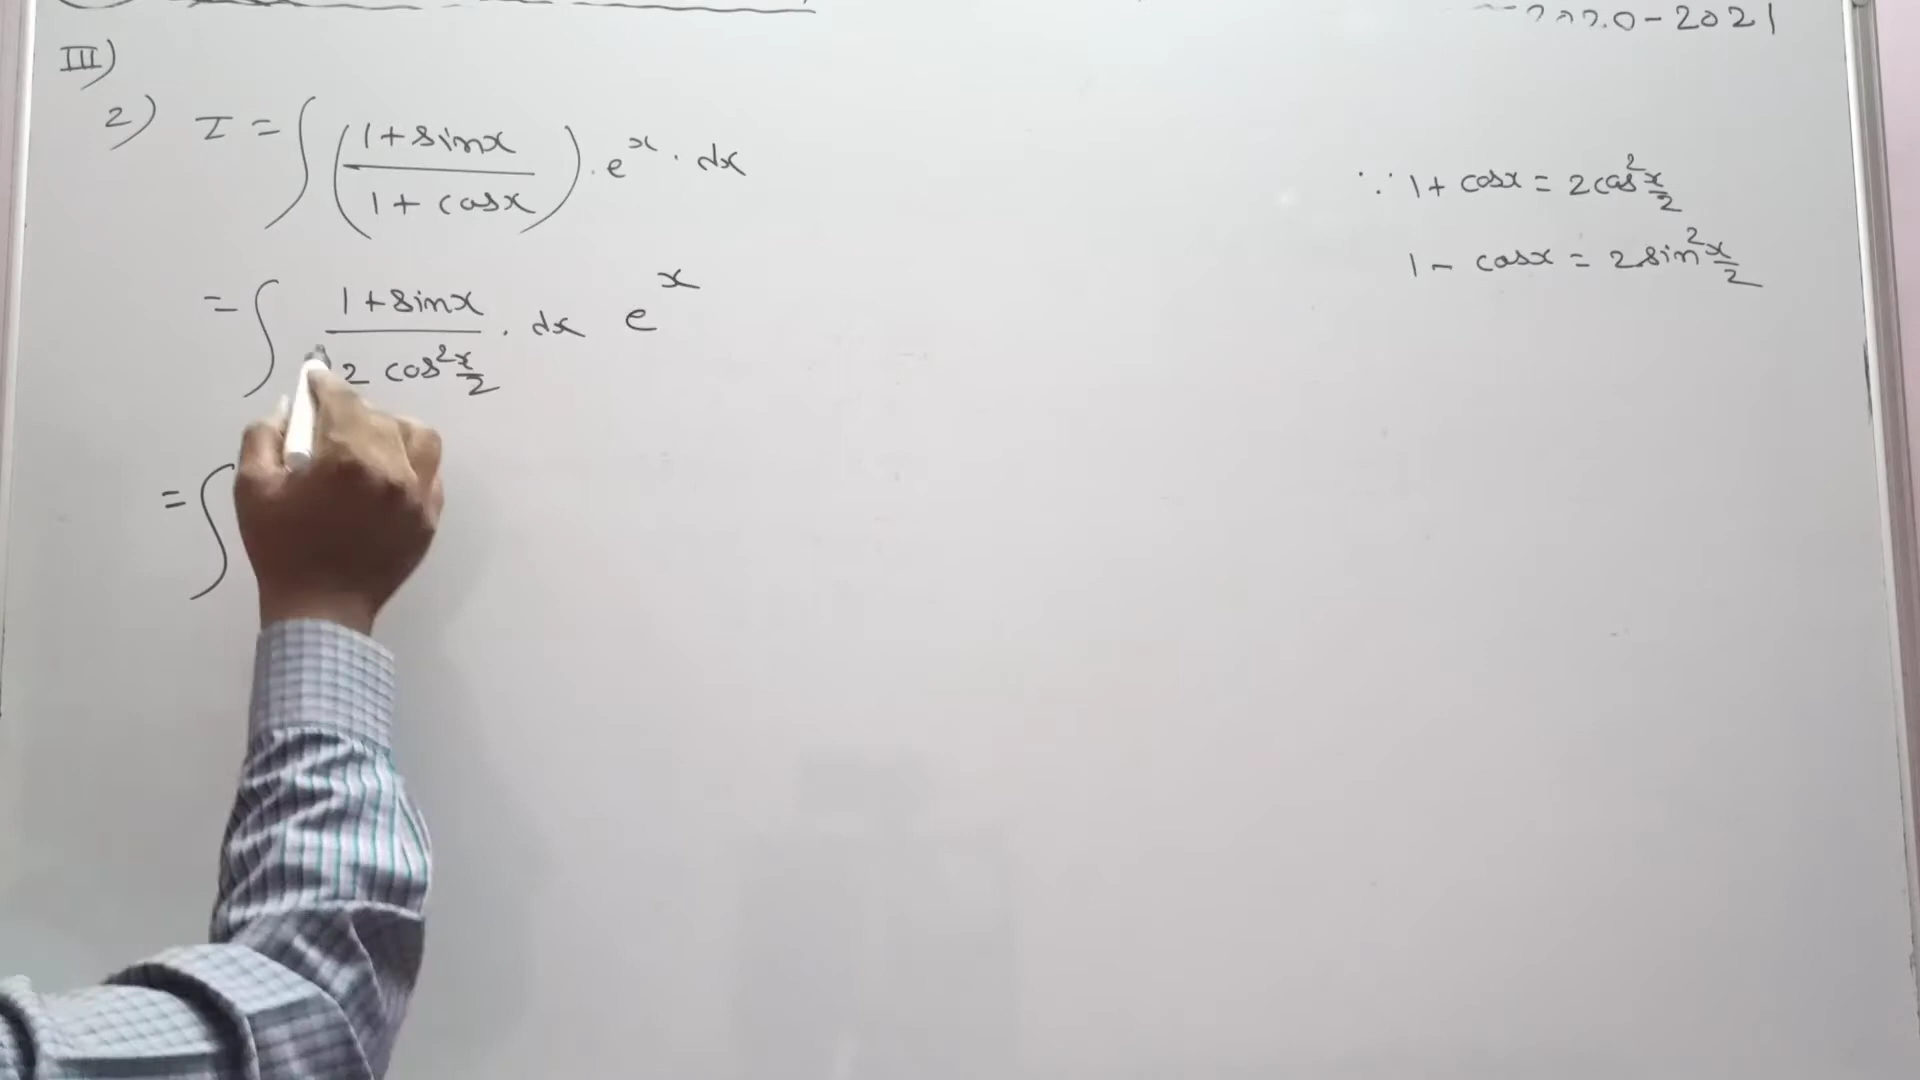 2020-2021
III)
2) I = ∫ ( (1+sinx) / (1+cosx) ) . e^x . dx
= ∫ (1+sinx) / (2 cos² x/2) . dx e^x
= ∫
∵ 1+cosx = 2cos² x/2
1 - cosx = 2sin² x/2